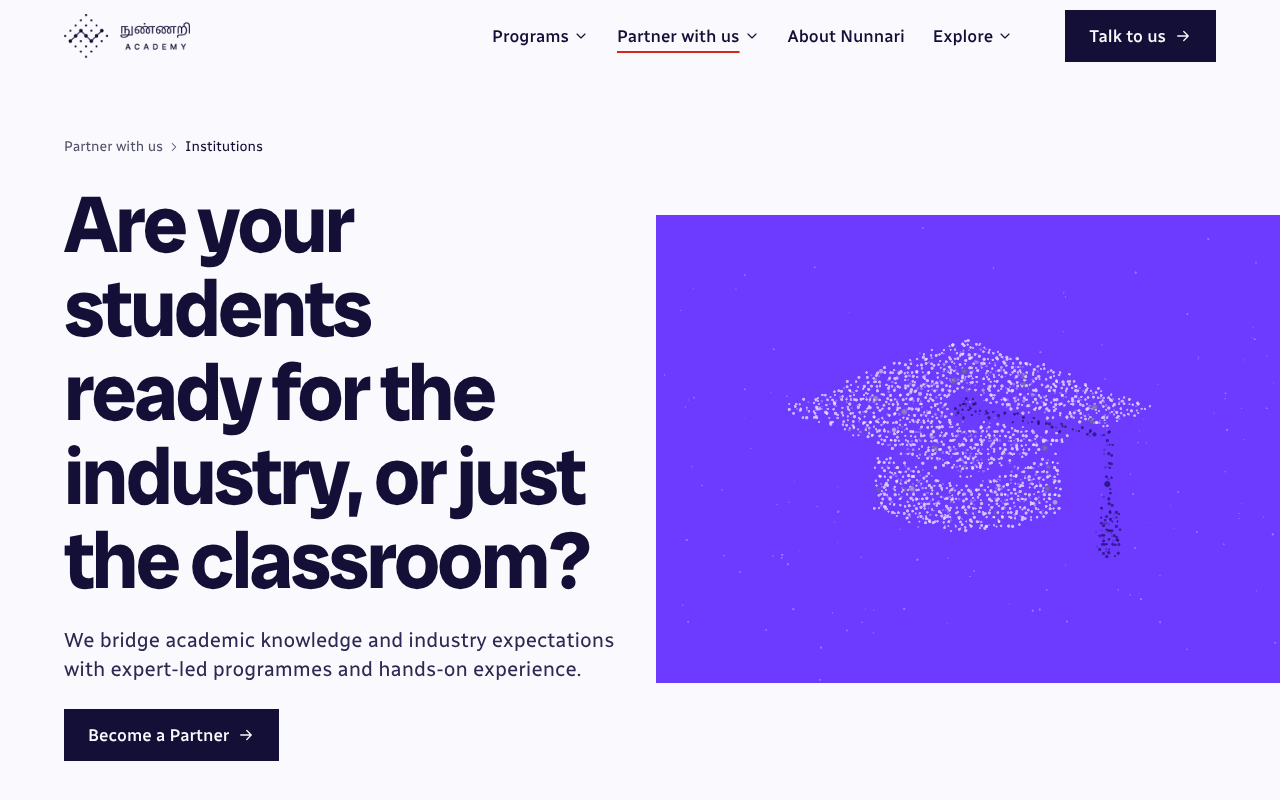 நுண்ணறி
ACADEMY
Programs
Partner with us
About Nunnari
Explore
Talk to us
Partner with us > Institutions
Are your
students
ready for the
industry, or just
the classroom?
We bridge academic knowledge and industry expectations
with expert-led programmes and hands-on experience.
Become a Partner